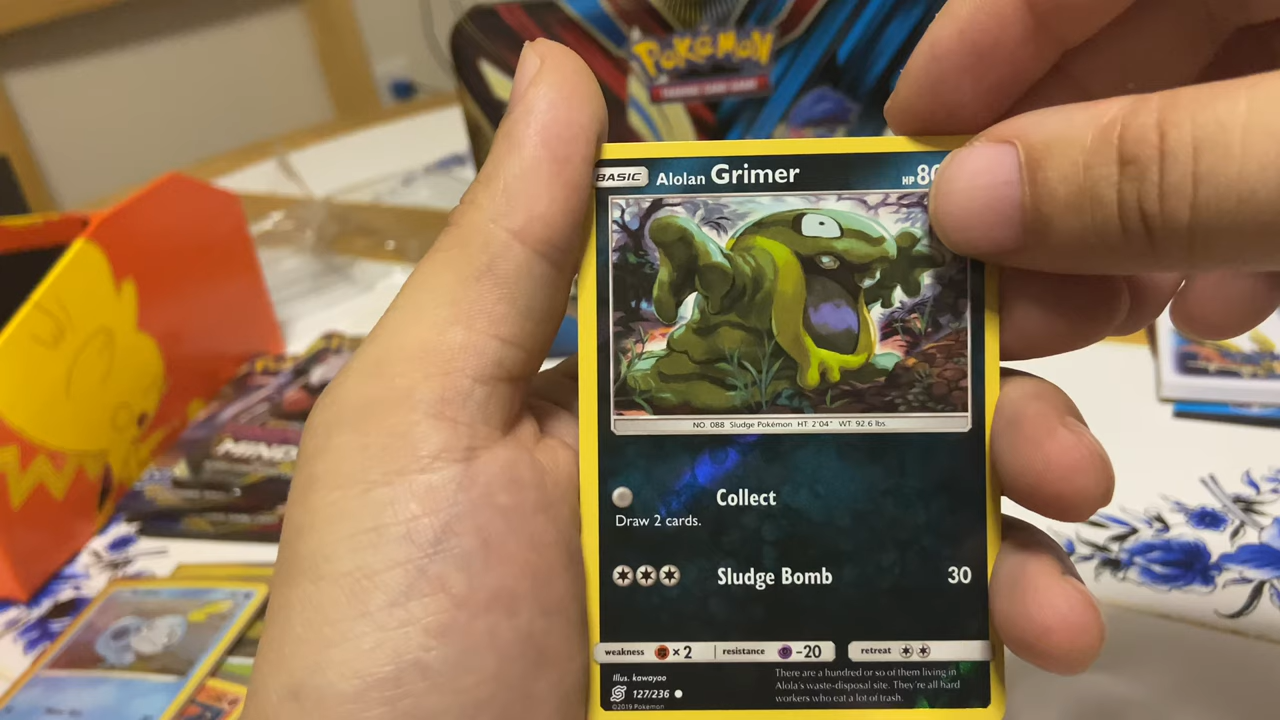 POKéMON
TRADING CARD GAME
BASIC Alolan Grimer HP 80
NO. 088 Sludge Pokémon HT: 2'04" WT: 92.6 lbs.
Collect
Draw 2 cards.
Sludge Bomb 30
weakness ×2 resistance -20 retreat
Illus. kawayoo
127/236
©2019 Pokémon
There are a hundred or so of them living in
Alola's waste-disposal site. They're all hard
workers who eat a lot of trash.